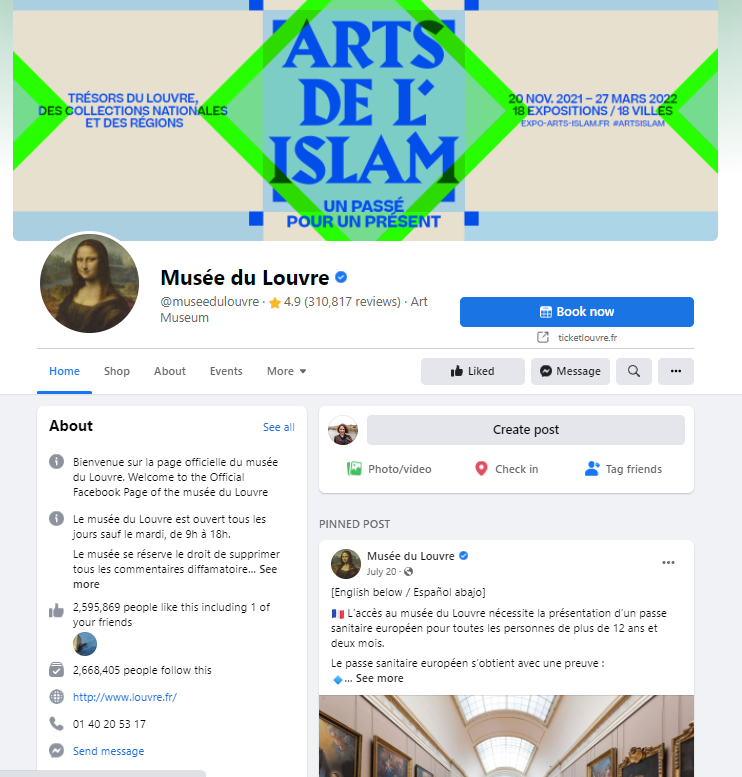 ARTS
DE L'
ISLAM
UN PASSÉ
POUR UN PRÉSENT
TRÉSORS DU LOUVRE,
DES COLLECTIONS NATIONALES
ET DES RÉGIONS
20 NOV. 2021 – 27 MARS 2022
18 EXPOSITIONS / 18 VILLES
EXPO-ARTS-ISLAM.FR #ARTSISLAM
Musée du Louvre
@museedulouvre · 4.9 (310,817 reviews) · Art
Museum
Book now
ticketlouvre.fr
Home Shop About Events More
Liked Message ...
About See all
Bienvenue sur la page officielle du musée
du Louvre. Welcome to the Official
Facebook Page of the musée du Louvre
Le musée du Louvre est ouvert tous les
jours sauf le mardi, de 9h à 18h.
Le musée se réserve le droit de supprimer
tous les commentaires diffamatoire... See
more
2,595,869 people like this including 1 of
your friends
2,668,405 people follow this
http://www.louvre.fr/
01 40 20 53 17
Send message
Create post
Photo/video Check in Tag friends
PINNED POST
Musée du Louvre ...
July 20 ·
[English below / Español abajo]
🇫🇷 L'accès au musée du Louvre nécessite la présentation d'un passe
sanitaire européen pour toutes les personnes de plus de 12 ans et
deux mois.
Le passe sanitaire européen s'obtient avec une preuve :
🔹... See more